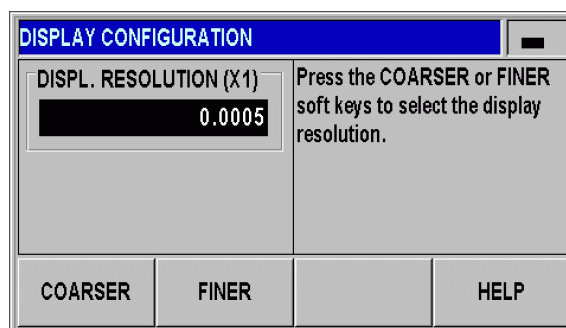 DISPLAY CONFIGURATION
DISPL. RESOLUTION (X1)
0.0005
Press the COARSER or FINER
soft keys to select the display
resolution.
COARSER
FINER
HELP